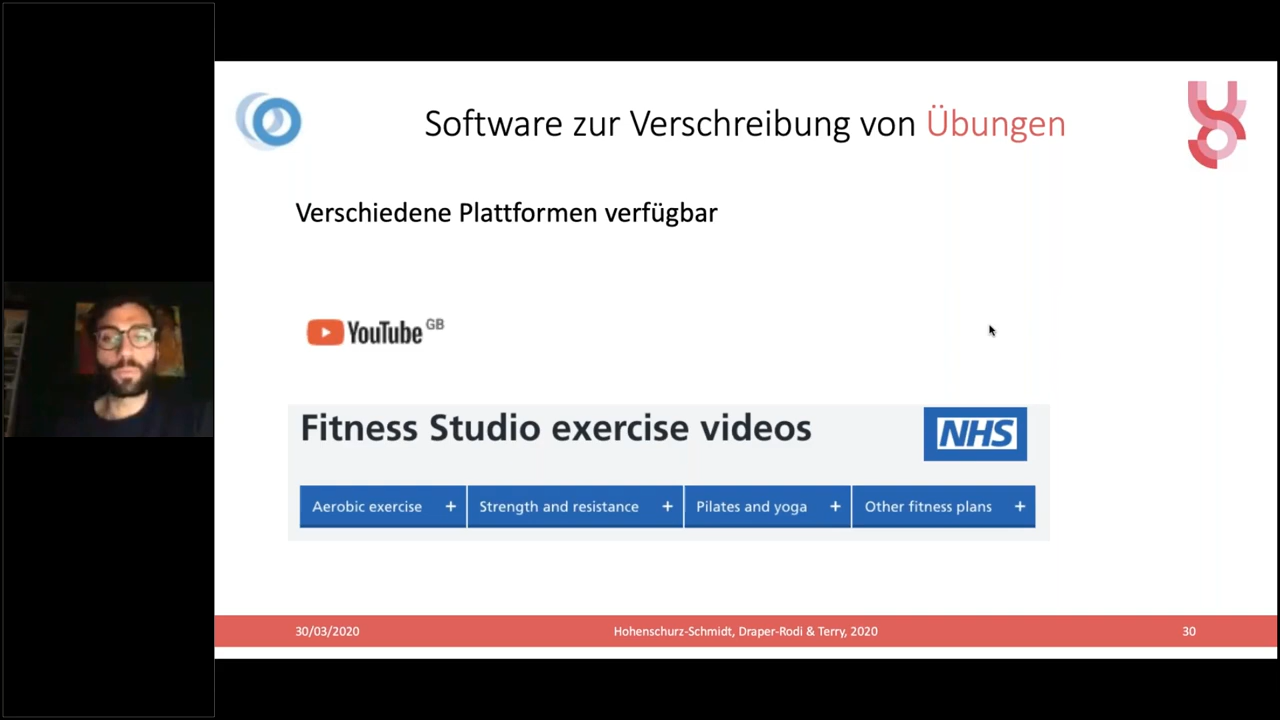 Software zur Verschreibung von Übungen
Verschiedene Plattformen verfügbar
YouTube GB
Fitness Studio exercise videos
NHS
Aerobic exercise + Strength and resistance + Pilates and yoga + Other fitness plans +
30/03/2020 Hohenschurz-Schmidt, Draper-Rodi & Terry, 2020 30